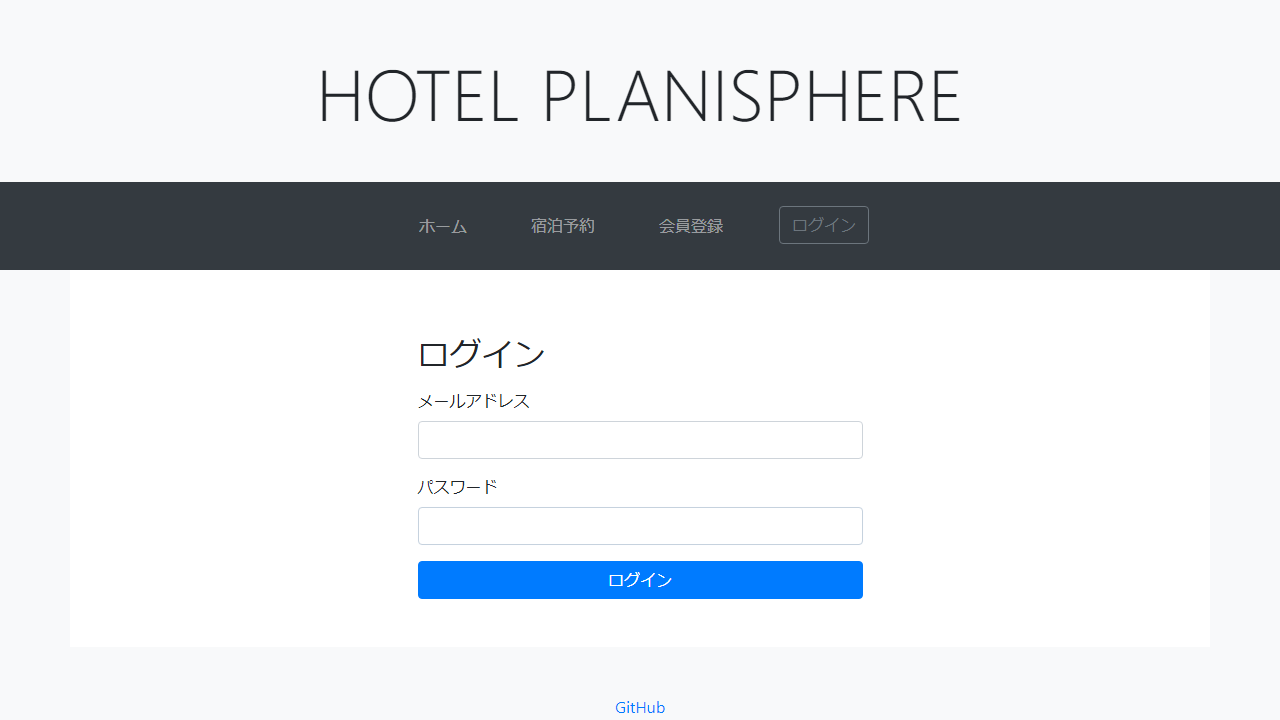 HOTEL PLANISPHERE
ホーム 宿泊予約 会員登録 ログイン
ログイン
メールアドレス
パスワード
ログイン
GitHub